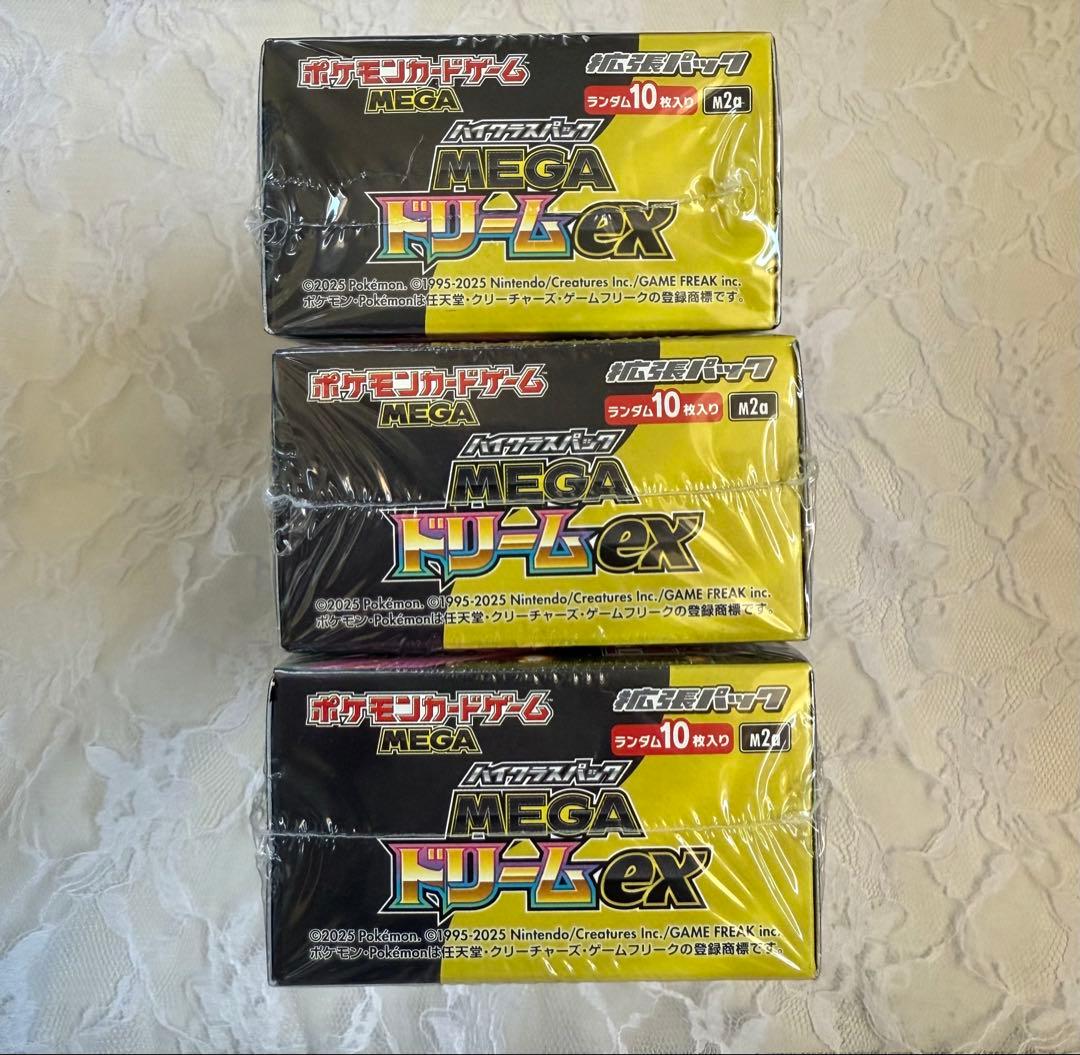 ポケモンカードゲーム
MEGA
拡張パック
ランダム10枚入り M2a
ハイクラスパック
MEGA
ドリームex
©2025 Pokémon. ©1995-2025 Nintendo/Creatures Inc./GAME FREAK inc.
ポケモン・Pokémonは任天堂・クリーチャーズ・ゲームフリークの登録商標です。
ポケモンカードゲーム
MEGA
拡張パック
ランダム10枚入り M2a
ハイクラスパック
MEGA
ドリームex
©2025 Pokémon. ©1995-2025 Nintendo/Creatures Inc./GAME FREAK inc.
ポケモン・Pokémonは任天堂・クリーチャーズ・ゲームフリークの登録商標です。
ポケモンカードゲーム
MEGA
拡張パック
ランダム10枚入り M2a
ハイクラスパック
MEGA
ドリームex
©2025 Pokémon. ©1995-2025 Nintendo/Creatures Inc./GAME FREAK inc.
ポケモン・Pokémonは任天堂・クリーチャーズ・ゲームフリークの登録商標です。